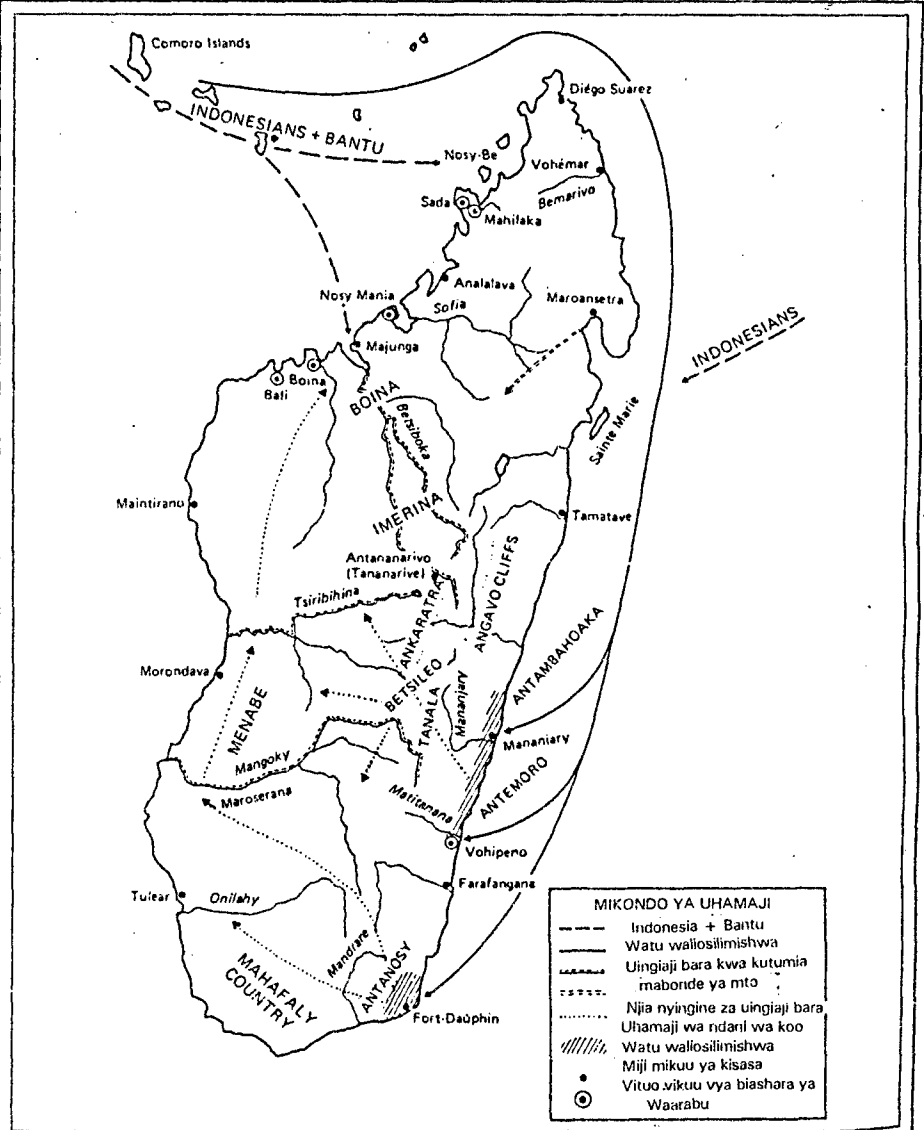 Comoro Islands
Diégo Suarez
INDONESIANS + BANTU
Nosy-Be
Vohémar
Bemarivo
Sada
Mahilaka
Analalava
Maroansetra
Nosy Mania
Sofia
INDONESIANS
Majunga
Boina
Bali
BOINA
Betsiboka
Sainte Marie
Maintirano
IMERINA
Tamatave
Antananarivo
(Tananarive)
Tsiribihina
ANKARATRA
ANGAVO CLIFFS
ANTAMBAHOAKA
Morondava
BETSILEO
MENABE
TANALA
Mananjary
Mananiary
Mangoky
Maroserana
Matitanana
ANTEMORO
Vohipeno
Farafangana
Tulear
Onilahy
Mandrare
ANTANOSY
MAHAFALY
COUNTRY
Fort-Dauphin
MIKONDO YA UHAMAJI
Indonesia + Bantu
Watu waliosilimishwa
Uingiaji bara kwa kutumia
mabonde ya mto
Njia nyingine za uingiaji bara
Uhamaji wa ndani wa koo
Watu waliosilimishwa
Miji mikuu ya kisasa
Vituo vikuu vya biashara ya
Waarabu